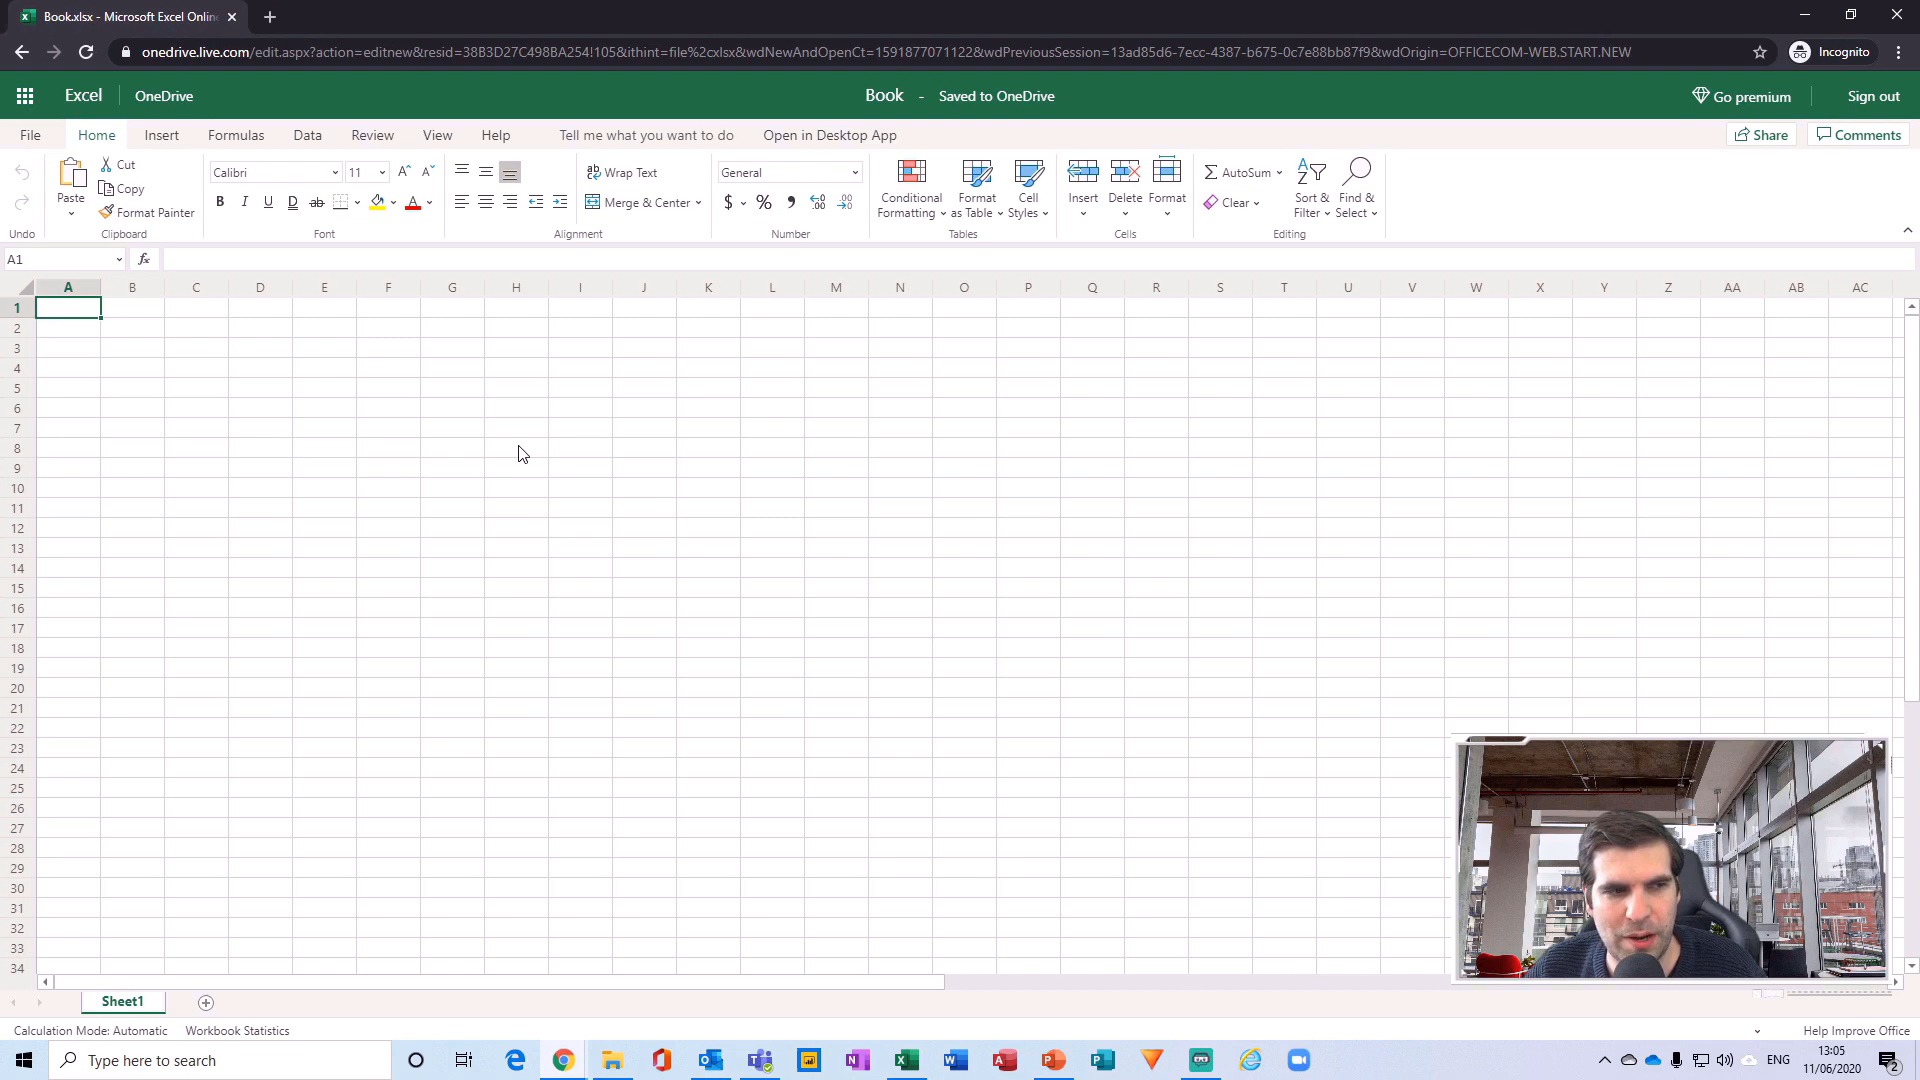 Book.xlsx - Microsoft Excel Onlin
onedrive.live.com/edit.aspx?action=editnew&resid=38B3D27C498BA254!105&ithint=file%2cxlsx&wdNewAndOpenCt=1591877071122&wdPreviousSession=13ad85d6-7ecc-4387-b675-0c7e88bb87f9&wdOrigin=OFFICECOM-WEB.START.NEW
Incognito
Excel OneDrive Book - Saved to OneDrive Go premium Sign out
File Home Insert Formulas Data Review View Help Tell me what you want to do Open in Desktop App Share Comments
Cut
Copy
Format Painter
Paste
Calibri 11
B I U D ab A
Wrap Text
Merge & Center
General
$ % 9 .00 .00
Conditional Formatting
Format as Table
Cell Styles
Insert Delete Format
AutoSum
Clear
Sort & Filter
Find & Select
Undo Clipboard Font Alignment Number Tables Cells Editing
A1 fx
A B C D E F G H I J K L M N O P Q R S T U V W X Y Z AA AB AC
1
2
3
4
5
6
7
8
9
10
11
12
13
14
15
16
17
18
19
20
21
22
23
24
25
26
27
28
29
30
31
32
33
34
Sheet1
Calculation Mode: Automatic Workbook Statistics Help Improve Office
Type here to search
ENG
13:05
11/06/2020
2